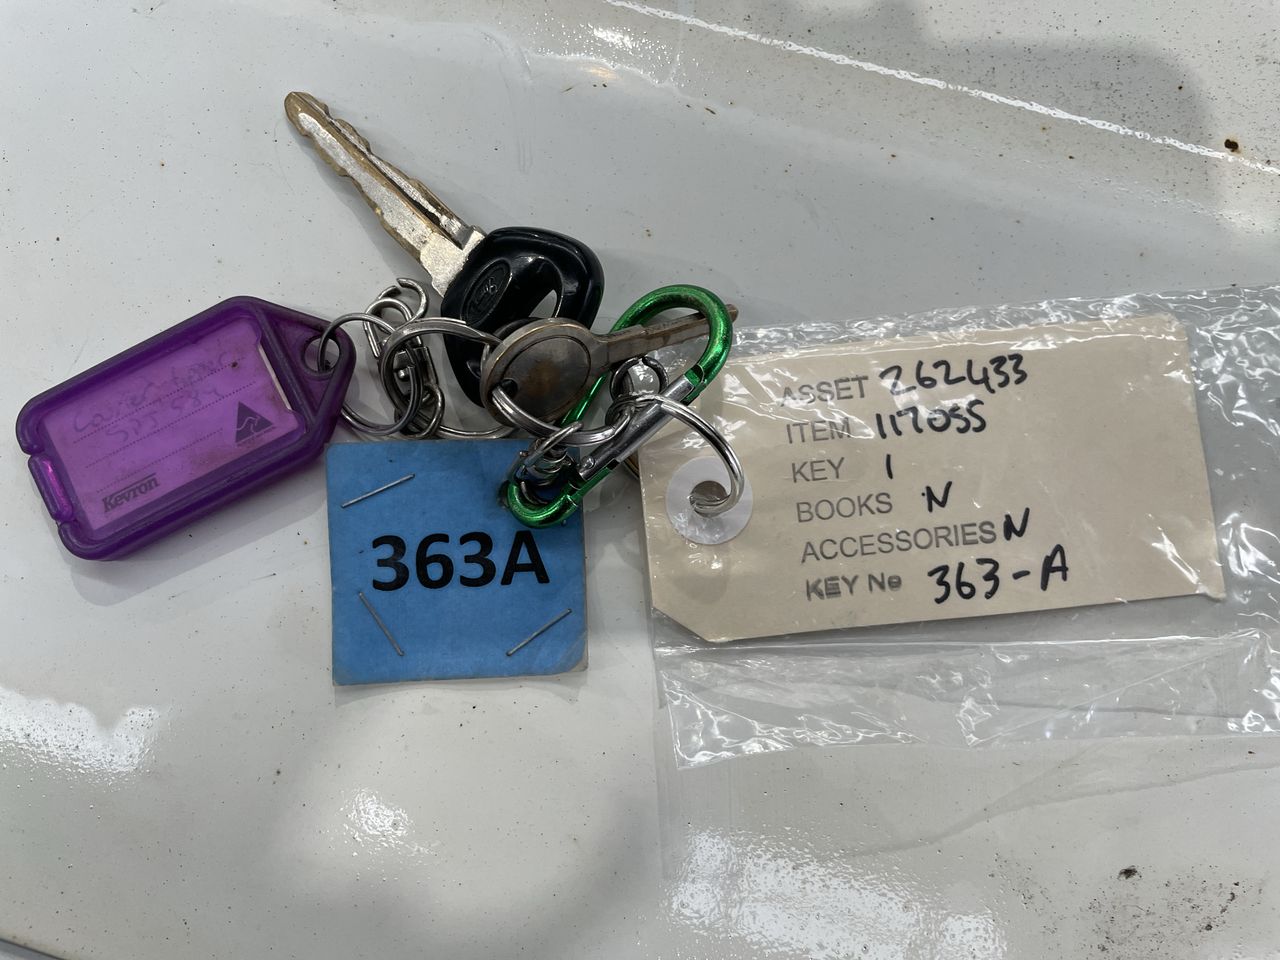 Kevron
363A
ASSET 262433
ITEM 117055
KEY 1
BOOKS N
ACCESSORIES N
KEY No 363-A